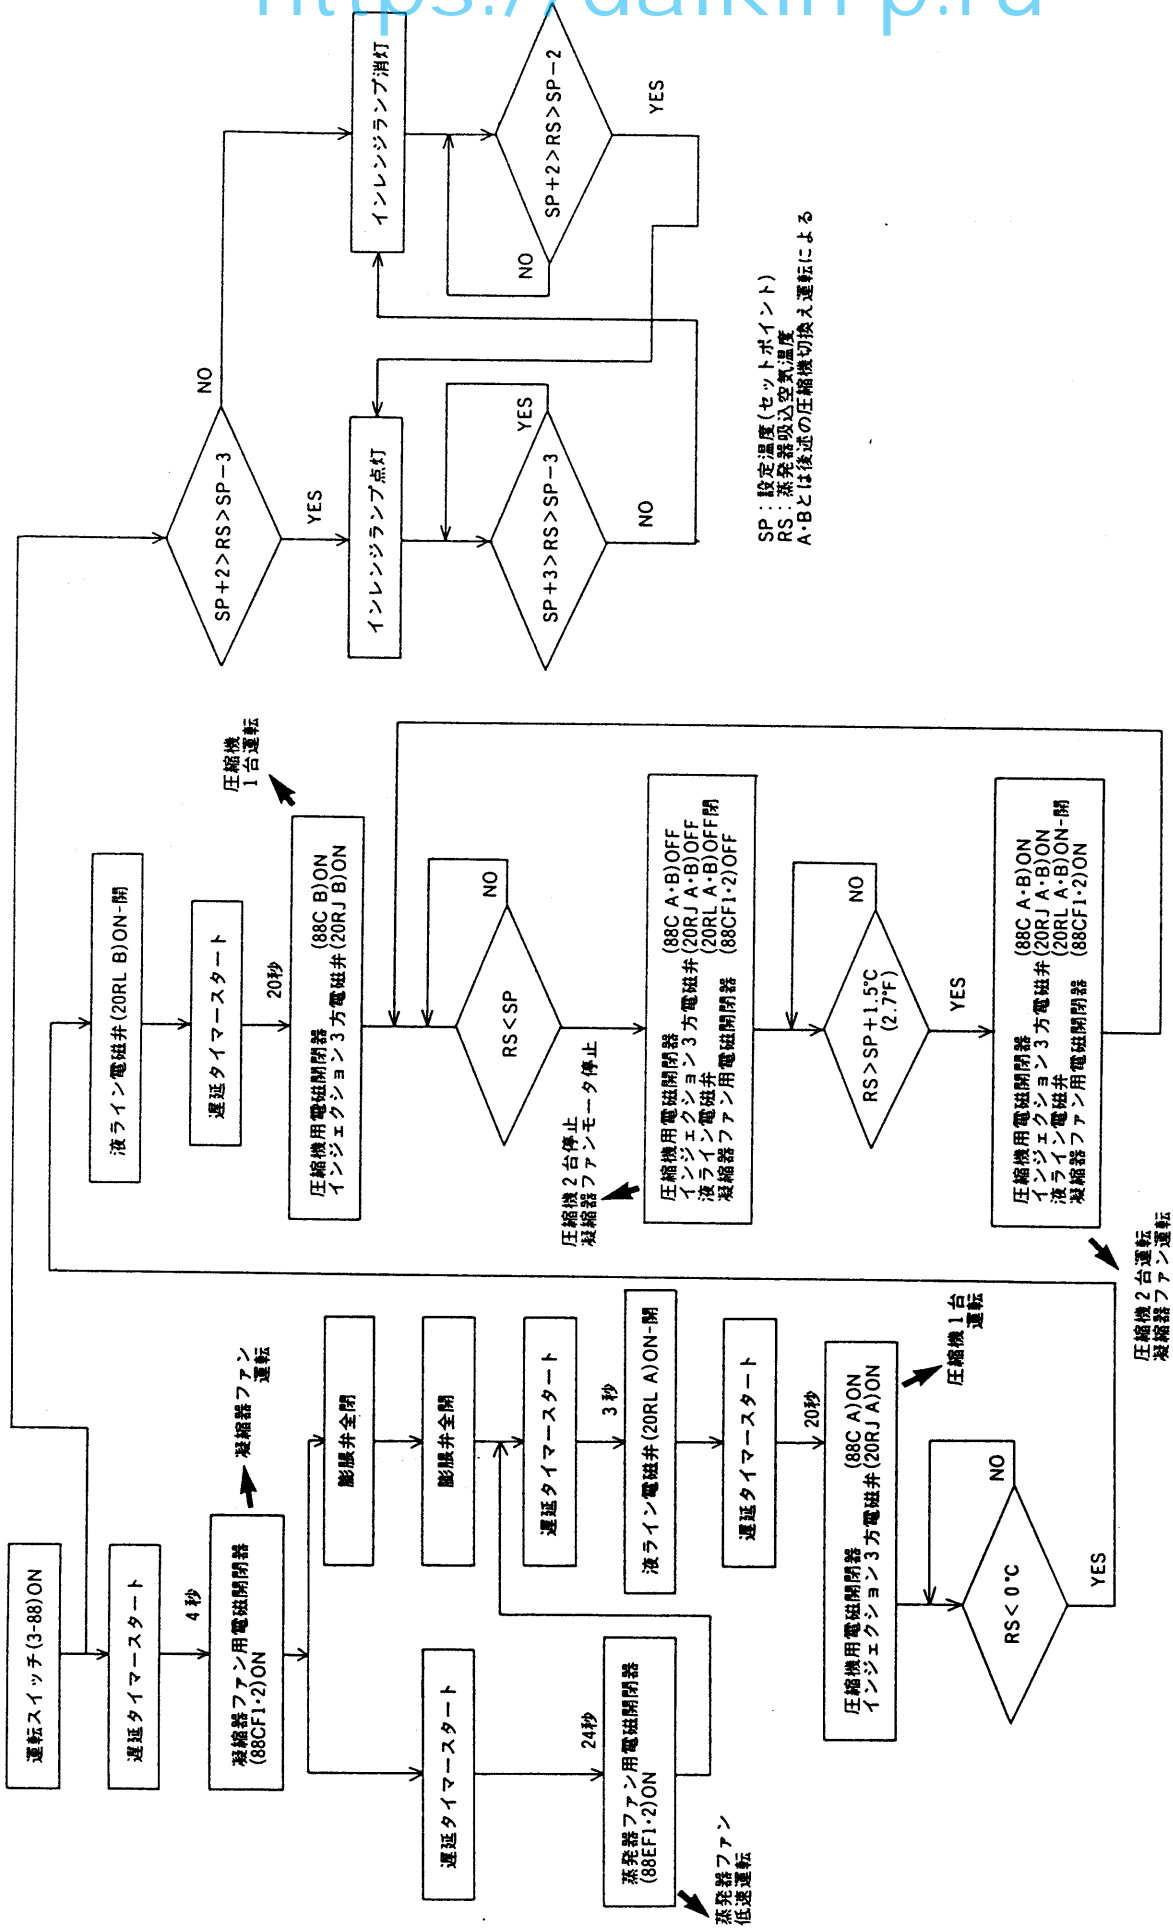 https://daikin-p.ru
運転スイッチ(3-88)ON
遅延タイマースタート
4秒
凝縮器ファン用電磁開閉器
(88CF1·2)ON
凝縮器ファン
運転
遅延タイマースタート
24秒
蒸発器ファン用電磁開閉器
(88EF1·2)ON
蒸発器ファン
低速運転
膨脹弁全閉
膨脹弁全開
遅延タイマースタート
3秒
液ライン電磁弁(20RL A)ON-開
遅延タイマースタート
20秒
圧縮機用電磁開閉器 (88C A)ON
インジェクション3方電磁弁(20RJ A)ON
圧縮機1台
運転
RS<0℃
NO
YES
液ライン電磁弁(20RL B)ON-開
遅延タイマースタート
20秒
圧縮機用電磁開閉器 (88C B)ON
インジェクション3方電磁弁(20RJ B)ON
圧縮機
1台運転
RS<SP
NO
圧縮機2台停止
凝縮器ファンモータ停止
圧縮機用電磁開閉器 (88C A·B)OFF
インジェクション3方電磁弁(20RJ A·B)OFF
液ライン電磁弁 (20RL A·B)OFF閉
凝縮器ファン用電磁開閉器 (88CF1·2)OFF
RS>SP+1.5℃
(2.7°F)
NO
YES
圧縮機用電磁開閉器 (88C A·B)ON
インジェクション3方電磁弁(20RJ A·B)ON
液ライン電磁弁 (20RL A·B)ON-開
凝縮器ファン用電磁開閉器 (88CF1·2)ON
圧縮機2台運転
凝縮器ファン運転
SP+2>RS>SP-3
NO
YES
インレンジランプ点灯
SP+3>RS>SP-3
YES
NO
インレンジランプ消灯
SP+2>RS>SP-2
NO
YES
SP：設定温度(セットポイント)
RS：蒸発器吸込空気温度
A·Bとは後述の圧縮機切換え運転による